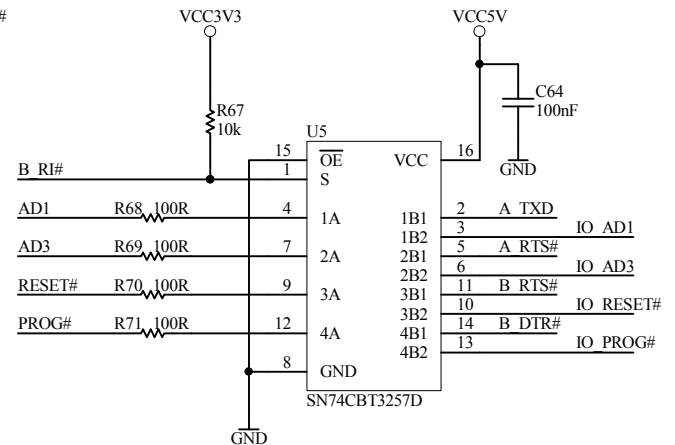 #
VCC3V3
VCC5V
R67
10k
C64
100nF
GND
U5
15 OE VCC 16
B_RI# 1 S
AD1 R68 100R 4 1A 1B1 2 A_TXD
1B2 3 IO_AD1
AD3 R69 100R 7 2A 2B1 5 A_RTS#
2B2 6 IO_AD3
RESET# R70 100R 9 3A 3B1 11 B_RTS#
3B2 10 IO_RESET#
PROG# R71 100R 12 4A 4B1 14 B_DTR#
4B2 13 IO_PROG#
8 GND
SN74CBT3257D
GND